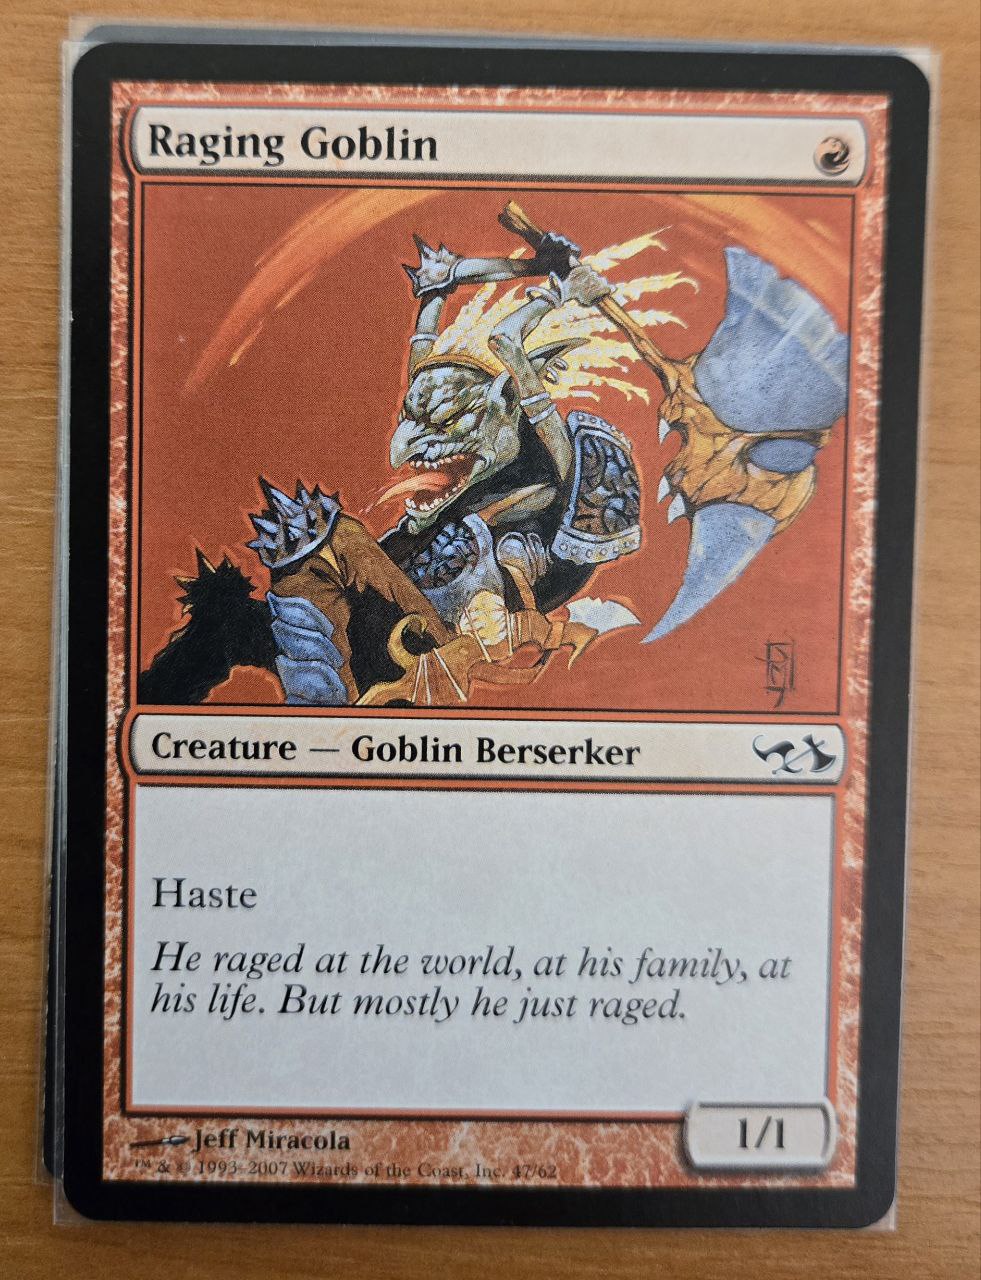 Raging Goblin
Creature — Goblin Berserker
Haste
He raged at the world, at his family, at
his life. But mostly he just raged.
1/1
Jeff Miracola
™ & © 1993-2007 Wizards of the Coast, Inc. 47/62